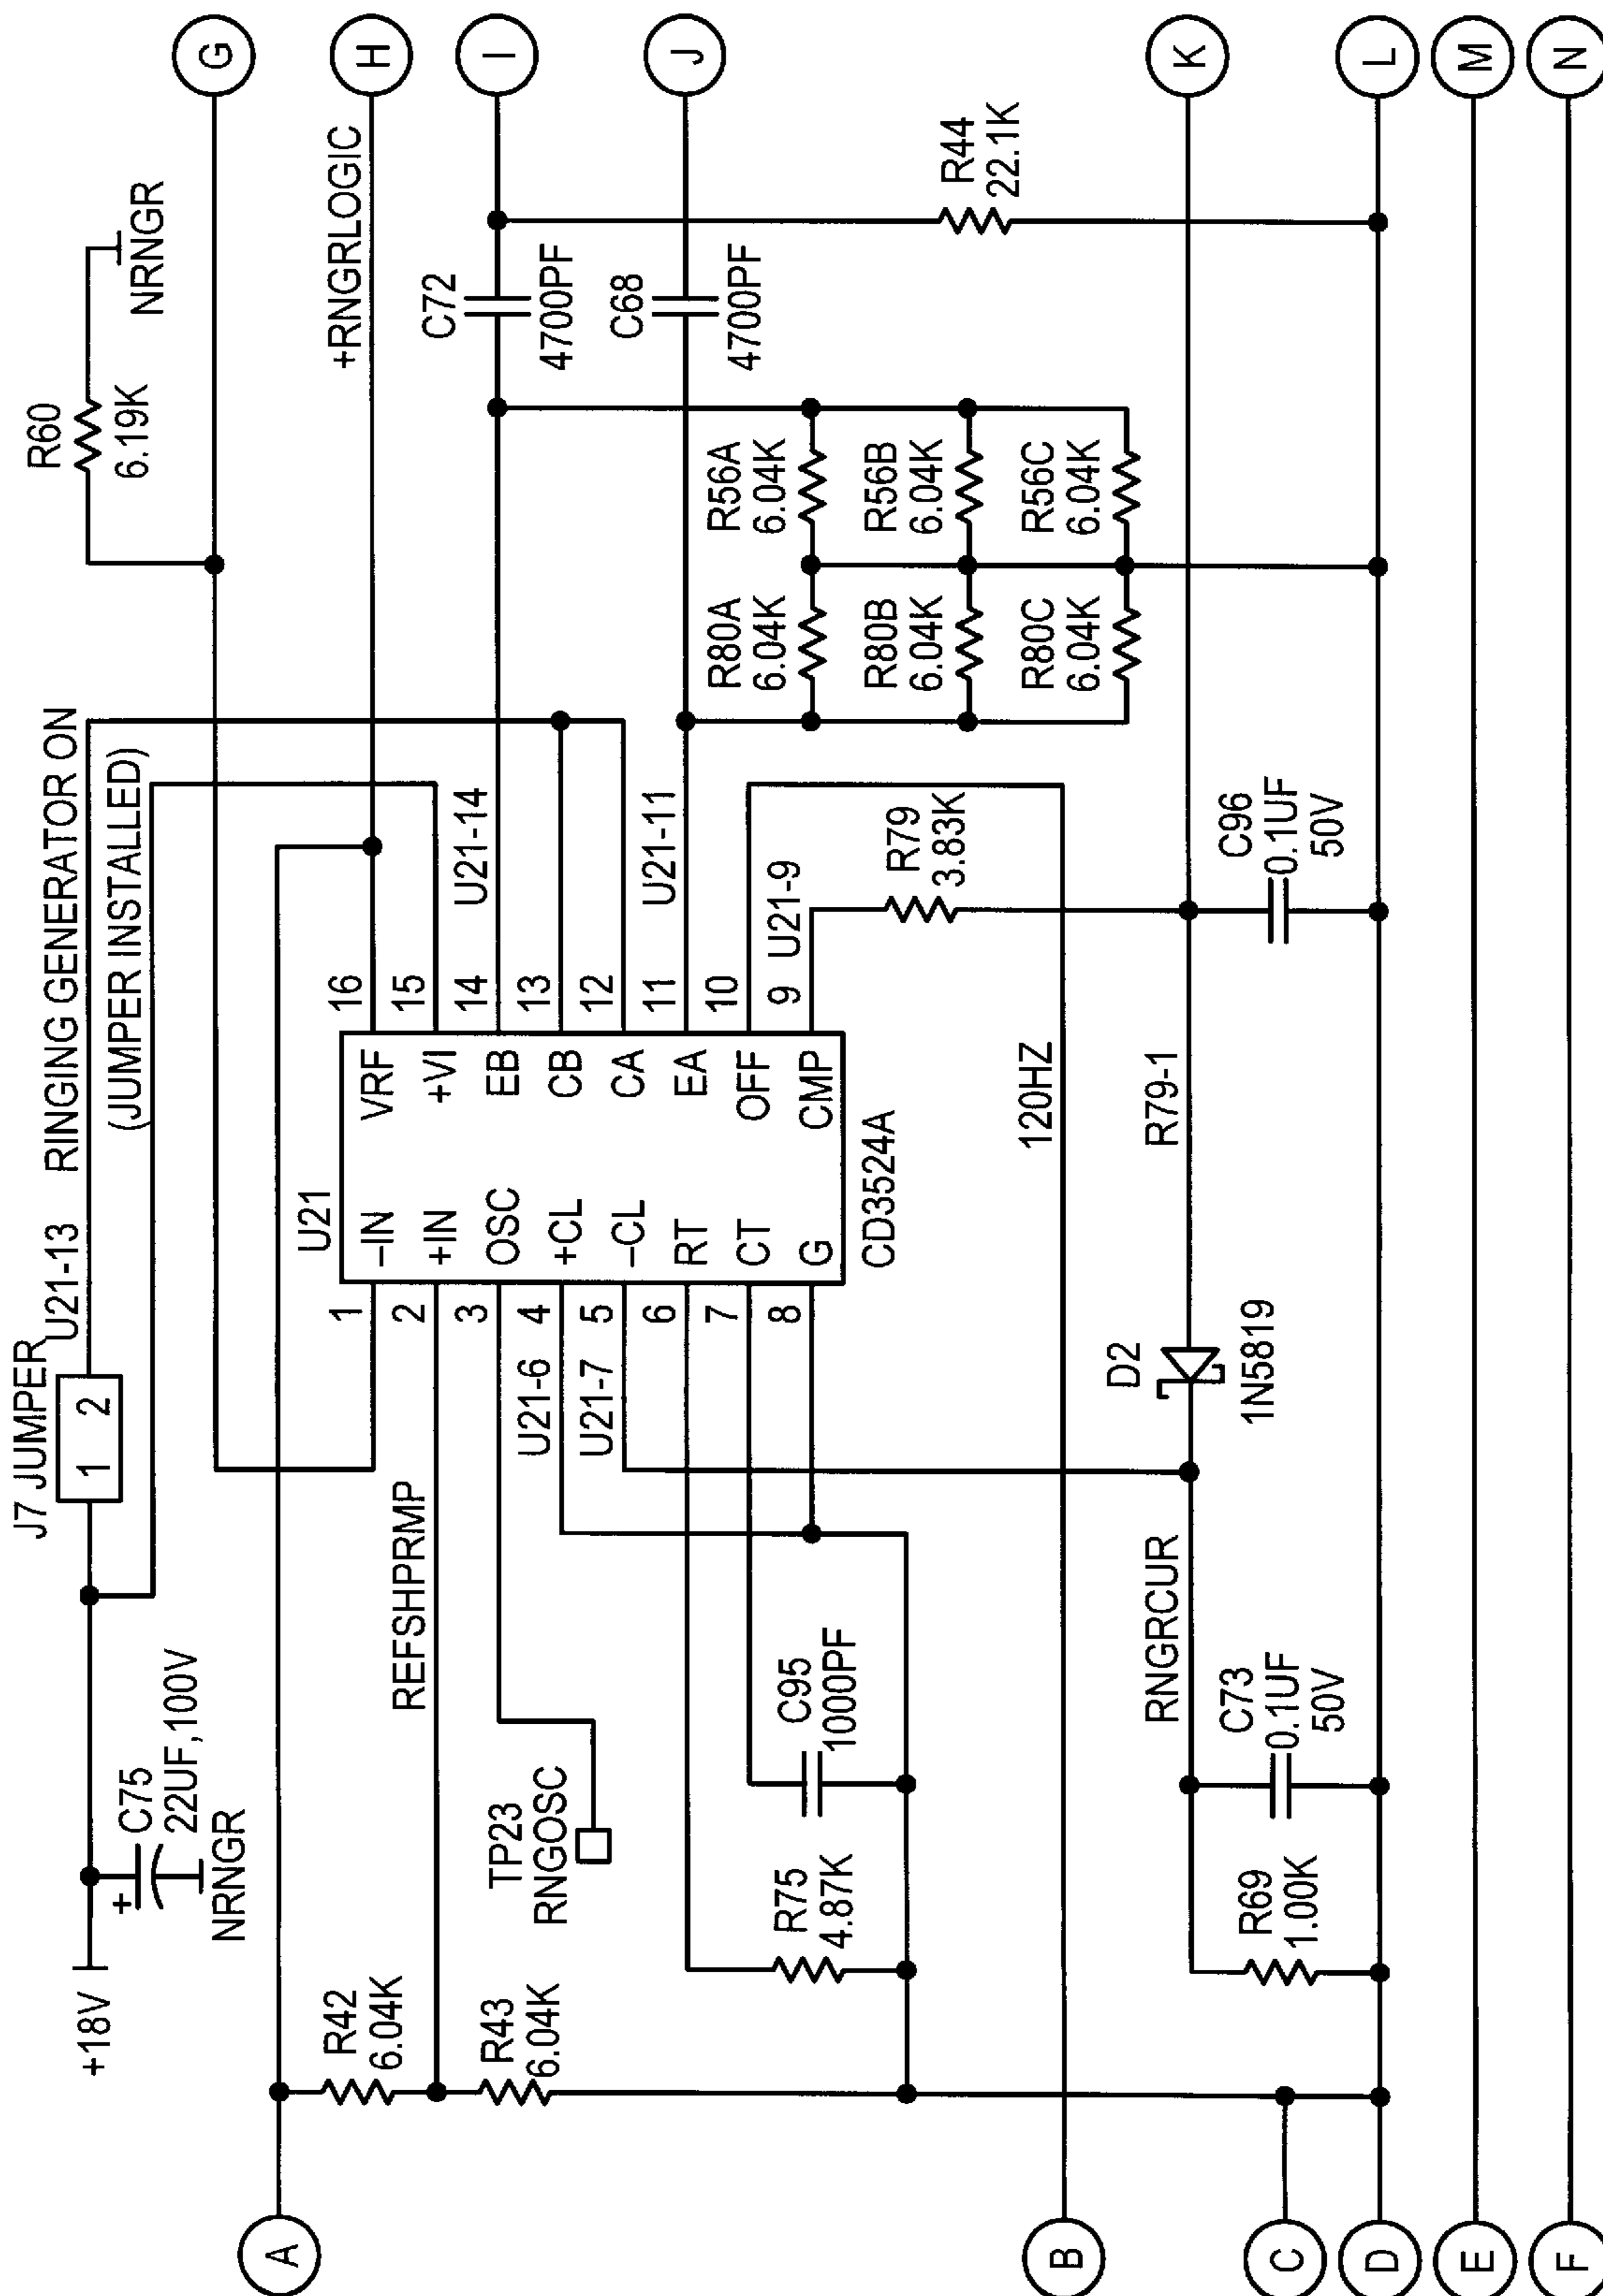 J7 JUMPER
1 2
U21-13
RINGING GENERATOR ON
(JUMPER INSTALLED)
+18V
+
C75
22UF,100V
NRNGR
R60
6.19K
NRNGR
G
H
I
J
K
L
M
N
A
B
C
D
E
F
+RNGRLOGIC
R42
6.04K
R43
6.04K
REFSHPRMP
TP23
RNGOSC
U21-6
U21-7
R75
4.87K
C95
1000PF
U21
1 –IN VRF 16
2 +IN +VI 15
3 OSC EB 14
4 +CL CB 13
5 –CL CA 12
6 RT EA 11
7 CT OFF 10
8 G CMP 9
CD3524A
U21-14
U21-11
U21-9
R79
3.83K
C72
4700PF
C68
4700PF
R80A
6.04K
R56A
6.04K
R80B
6.04K
R56B
6.04K
R80C
6.04K
R56C
6.04K
R44
22.1K
120HZ
RNGRCUR
D2
1N5819
R79-1
R69
1.00K
C73
0.1UF
50V
C96
0.1UF
50V